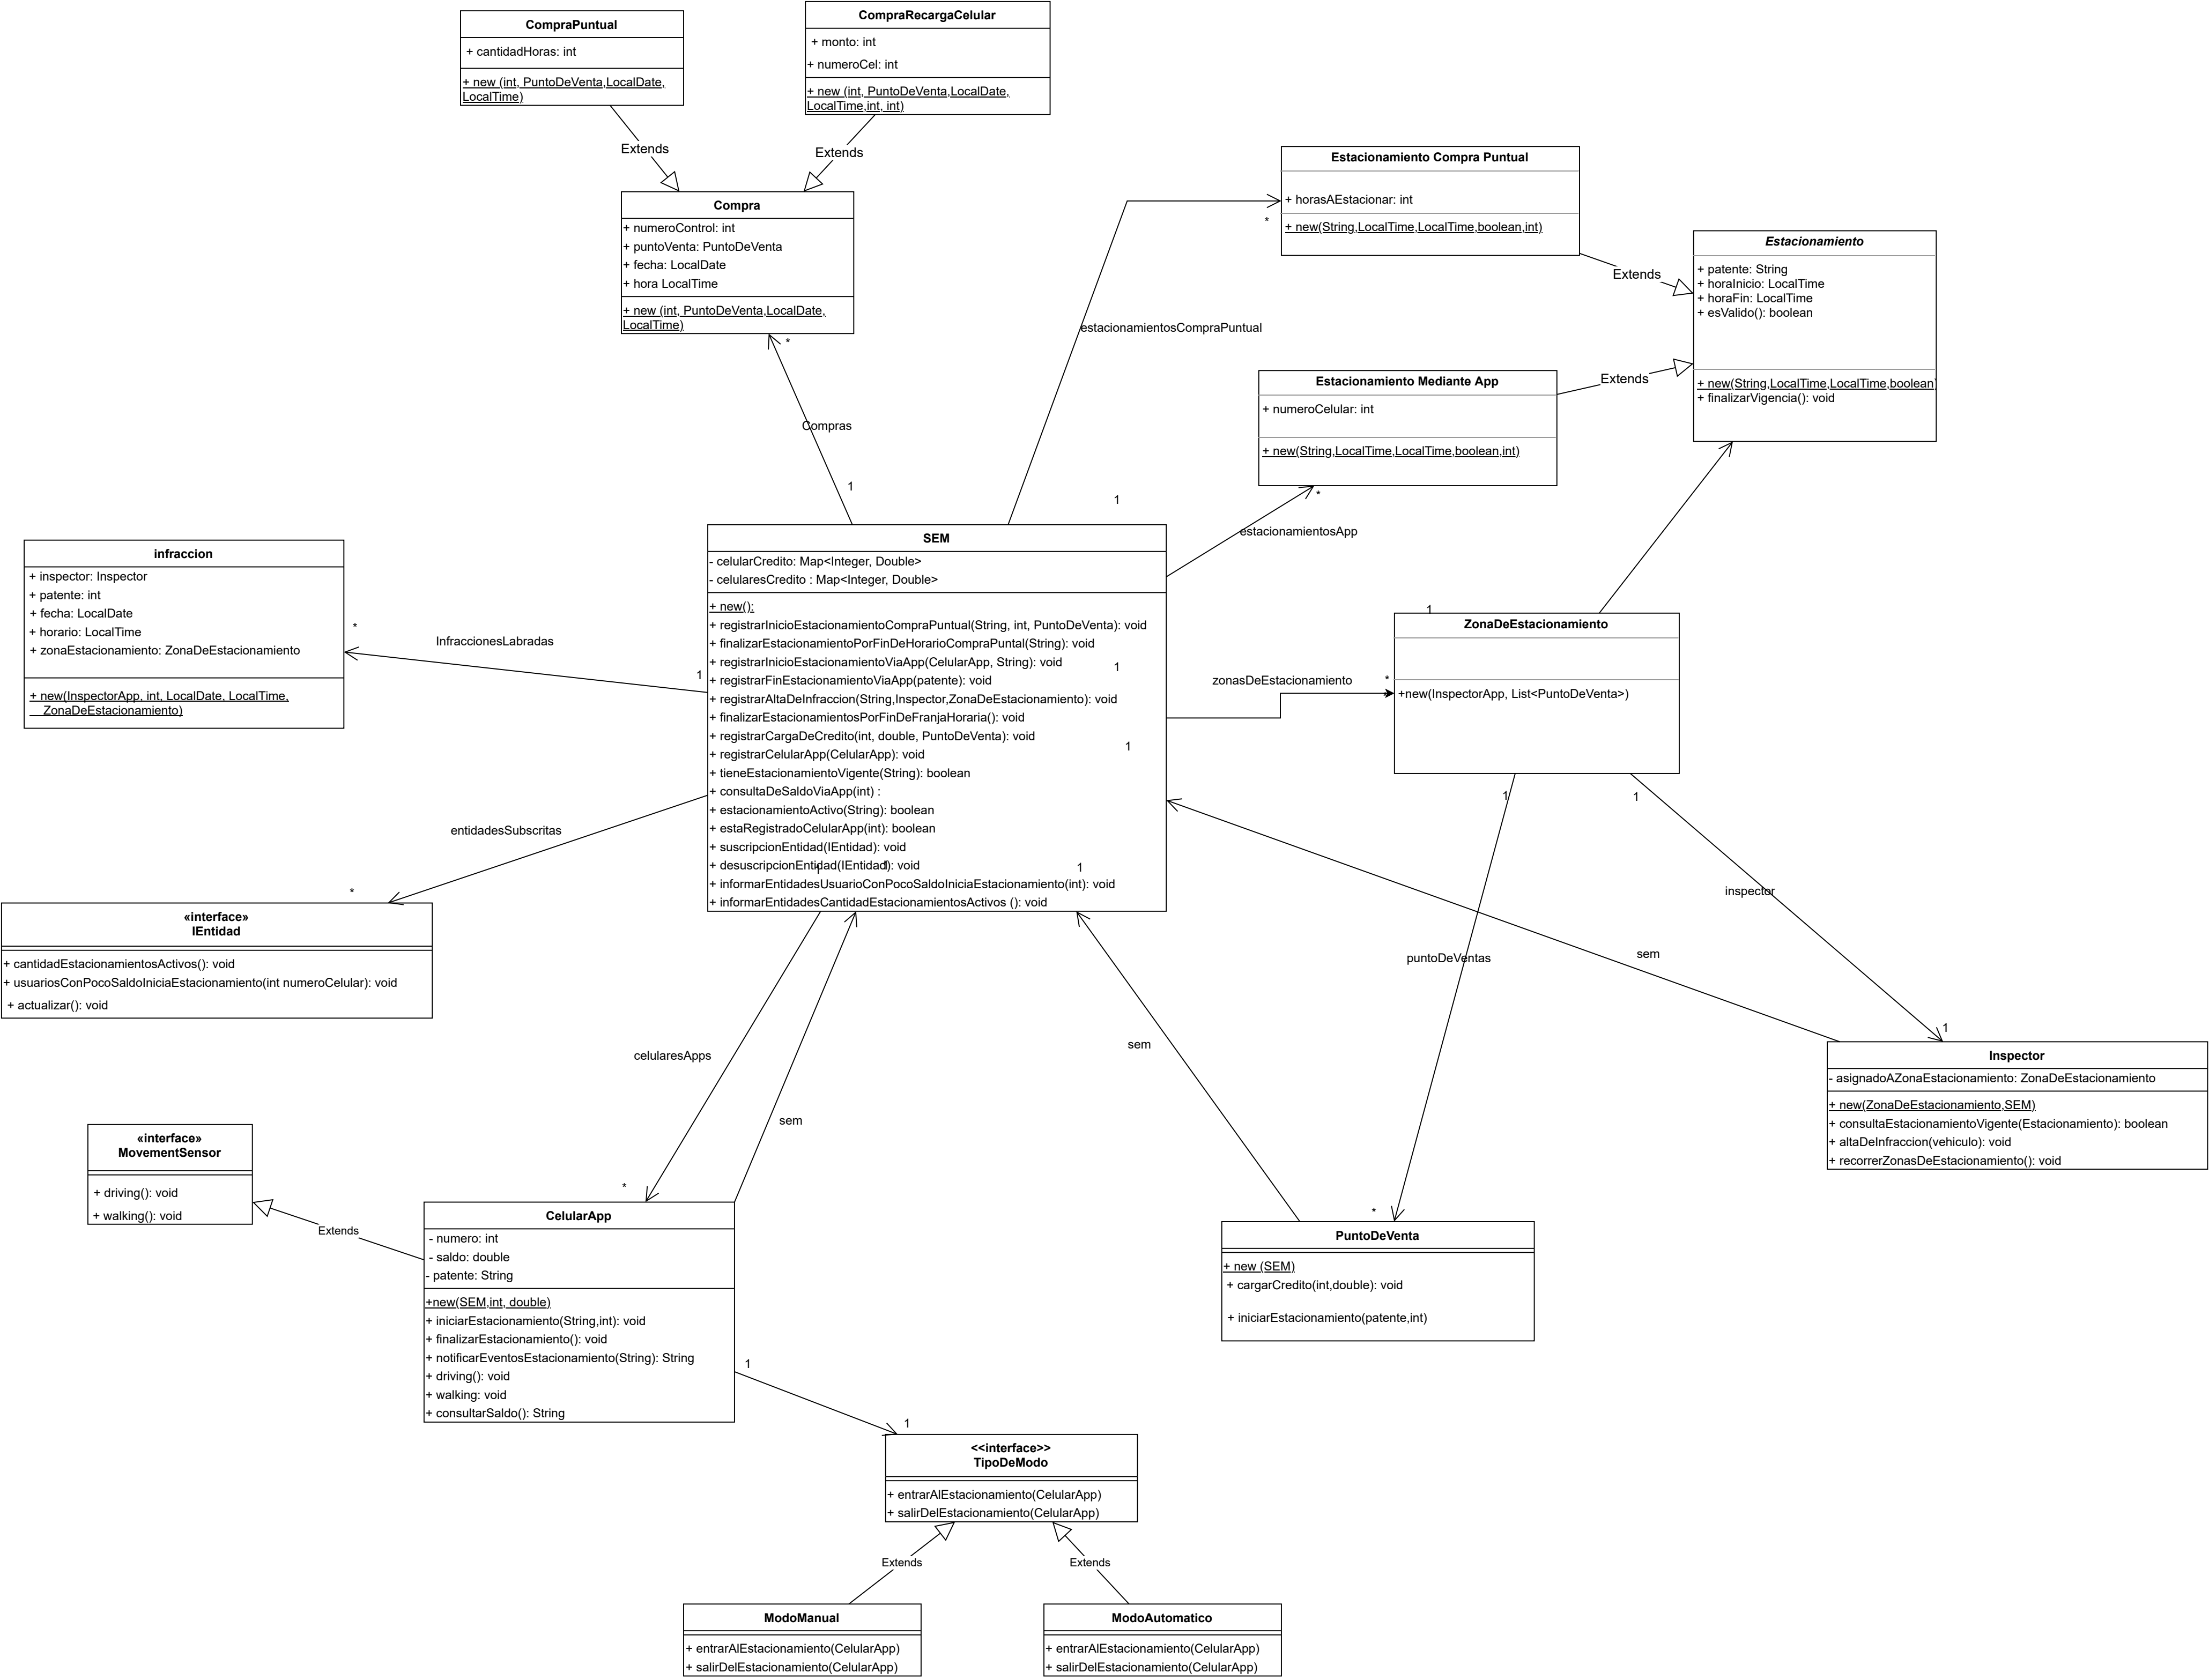 CompraPuntual
+ cantidadHoras: int
+ new (int, PuntoDeVenta,LocalDate,
LocalTime)
CompraRecargaCelular
+ monto: int
+ numeroCel: int
+ new (int, PuntoDeVenta,LocalDate,
LocalTime,int, int)
Extends
Extends
Compra
+ numeroControl: int
+ puntoVenta: PuntoDeVenta
+ fecha: LocalDate
+ hora LocalTime
+ new (int, PuntoDeVenta,LocalDate,
LocalTime)
*
Compras
1
Estacionamiento Compra Puntual
+ horasAEstacionar: int
+ new(String,LocalTime,LocalTime,boolean,int)
*
estacionamientosCompraPuntual
1
Extends
Estacionamiento
+ patente: String
+ horaInicio: LocalTime
+ horaFin: LocalTime
+ esValido(): boolean
+ new(String,LocalTime,LocalTime,boolean)
+ finalizarVigencia(): void
Estacionamiento Mediante App
+ numeroCelular: int
+ new(String,LocalTime,LocalTime,boolean,int)
Extends
*
estacionamientosApp
infraccion
+ inspector: Inspector
+ patente: int
+ fecha: LocalDate
+ horario: LocalTime
+ zonaEstacionamiento: ZonaDeEstacionamiento
+ new(InspectorApp, int, LocalDate, LocalTime,
ZonaDeEstacionamiento)
*
InfraccionesLabradas
1
SEM
- celularCredito: Map<Integer, Double>
- celularesCredito : Map<Integer, Double>
+ new():
+ registrarInicioEstacionamientoCompraPuntual(String, int, PuntoDeVenta): void
+ finalizarEstacionamientoPorFinDeHorarioCompraPuntal(String): void
+ registrarInicioEstacionamientoViaApp(CelularApp, String): void
1
+ registrarFinEstacionamientoViaApp(patente): void
+ registrarAltaDeInfraccion(String,Inspector,ZonaDeEstacionamiento): void
+ finalizarEstacionamientosPorFinDeFranjaHoraria(): void
+ registrarCargaDeCredito(int, double, PuntoDeVenta): void
1
+ registrarCelularApp(CelularApp): void
+ tieneEstacionamientoVigente(String): boolean
+ consultaDeSaldoViaApp(int) :
+ estacionamientoActivo(String): boolean
+ estaRegistradoCelularApp(int): boolean
+ suscripcionEntidad(IEntidad): void
+ desuscripcionEntidad(IEntidad): void
1
1
1
+ informarEntidadesUsuarioConPocoSaldoIniciaEstacionamiento(int): void
+ informarEntidadesCantidadEstacionamientosActivos (): void
zonasDeEstacionamiento
*
*
1
ZonaDeEstacionamiento
+new(InspectorApp, List<PuntoDeVenta>)
1
1
entidadesSubscritas
*
«interface»
IEntidad
+ cantidadEstacionamientosActivos(): void
+ usuariosConPocoSaldoIniciaEstacionamiento(int numeroCelular): void
+ actualizar(): void
inspector
puntoDeVentas
sem
sem
celularesApps
sem
1
Inspector
- asignadoAZonaEstacionamiento: ZonaDeEstacionamiento
+ new(ZonaDeEstacionamiento,SEM)
+ consultaEstacionamientoVigente(Estacionamiento): boolean
+ altaDeInfraccion(vehiculo): void
+ recorrerZonasDeEstacionamiento(): void
«interface»
MovementSensor
+ driving(): void
+ walking(): void
Extends
*
CelularApp
- numero: int
- saldo: double
- patente: String
+new(SEM,int, double)
+ iniciarEstacionamiento(String,int): void
+ finalizarEstacionamiento(): void
+ notificarEventosEstacionamiento(String): String
+ driving(): void
+ walking: void
+ consultarSaldo(): String
*
PuntoDeVenta
+ new (SEM)
+ cargarCredito(int,double): void
+ iniciarEstacionamiento(patente,int)
1
1
<<interface>>
TipoDeModo
+ entrarAlEstacionamiento(CelularApp)
+ salirDelEstacionamiento(CelularApp)
Extends
Extends
ModoManual
+ entrarAlEstacionamiento(CelularApp)
+ salirDelEstacionamiento(CelularApp)
ModoAutomatico
+ entrarAlEstacionamiento(CelularApp)
+ salirDelEstacionamiento(CelularApp)